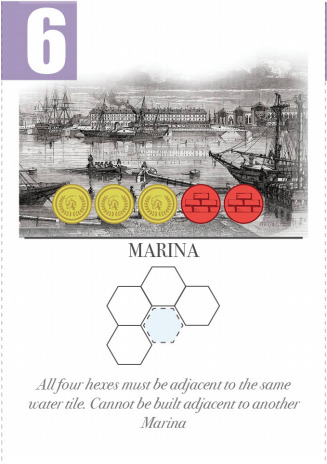 6
MARINA
All four hexes must be adjacent to the same
water tile. Cannot be built adjacent to another
Marina